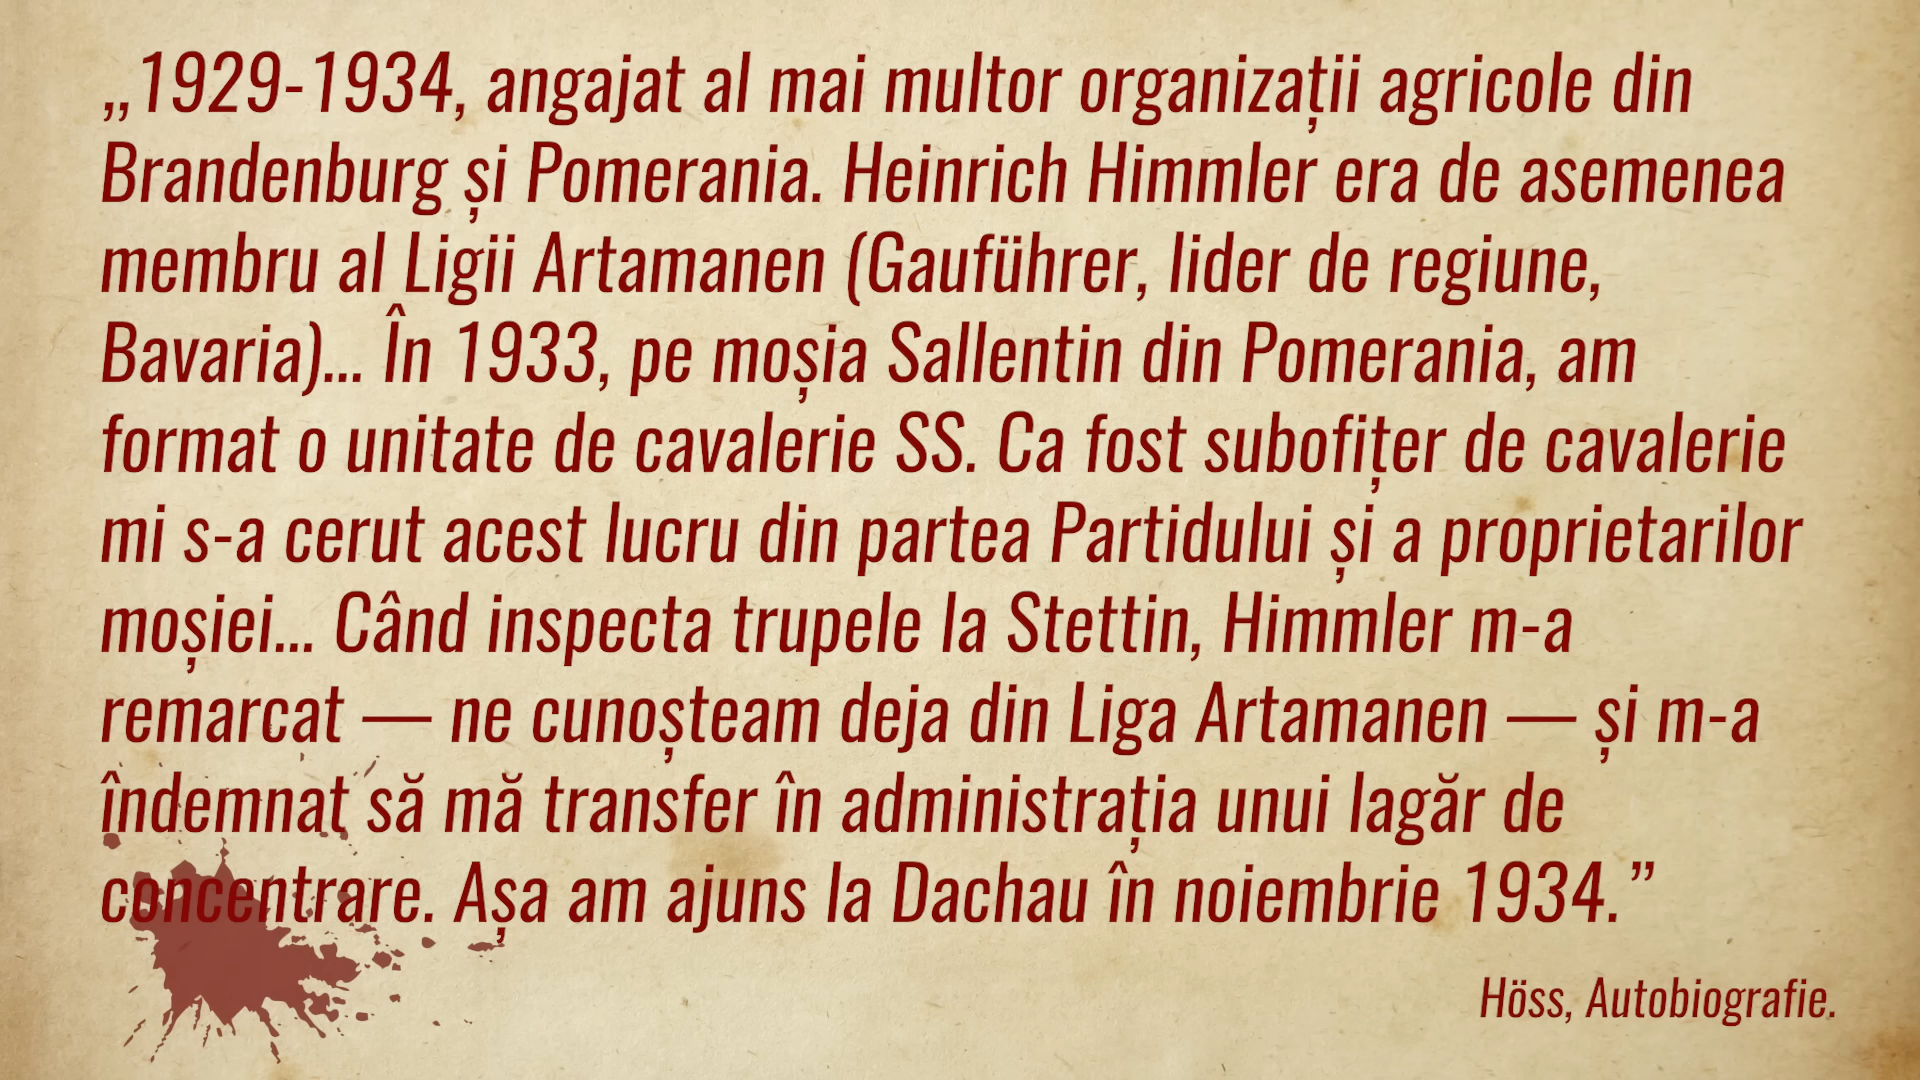 „1929-1934, angajat al mai multor organizații agricole din
Brandenburg și Pomerania. Heinrich Himmler era de asemenea
membru al Ligii Artamanen (Gauführer, lider de regiune,
Bavaria)... În 1933, pe moșia Sallentin din Pomerania, am
format o unitate de cavalerie SS. Ca fost subofițer de cavalerie
mi s-a cerut acest lucru din partea Partidului și a proprietarilor
moșiei... Când inspecta trupele la Stettin, Himmler m-a
remarcat — ne cunoșteam deja din Liga Artamanen — și m-a
îndemnat să mă transfer în administrația unui lagăr de
concentrare. Așa am ajuns la Dachau în noiembrie 1934.”
Höss, Autobiografie.